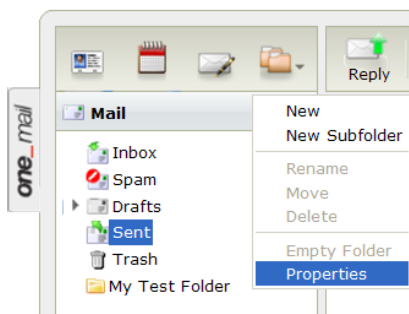 Reply
one_mail
Mail
Inbox
Spam
Drafts
Sent
Trash
My Test Folder
New
New Subfolder
Rename
Move
Delete
Empty Folder
Properties